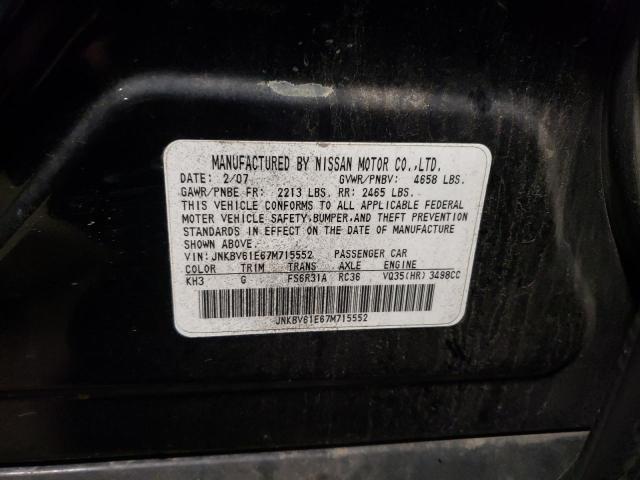 MANUFACTURED BY NISSAN MOTOR CO.,LTD.
DATE: 2/07 GVWR/PNBV: 4658 LBS.
GAWR/PNBE FR: 2213 LBS. RR: 2465 LBS.
THIS VEHICLE CONFORMS TO ALL APPLICABLE FEDERAL
MOTOR VEHICLE SAFETY,BUMPER,AND THEFT PREVENTION
STANDARDS IN EFFECT ON THE DATE OF MANUFACTURE
SHOWN ABOVE.
VIN:JNKBV61E67M715552 PASSENGER CAR
COLOR TRIM TRANS AXLE ENGINE
KH3 G FS6R31A RC36 VQ35(HR)3498CC
JNKBV61E67M715552